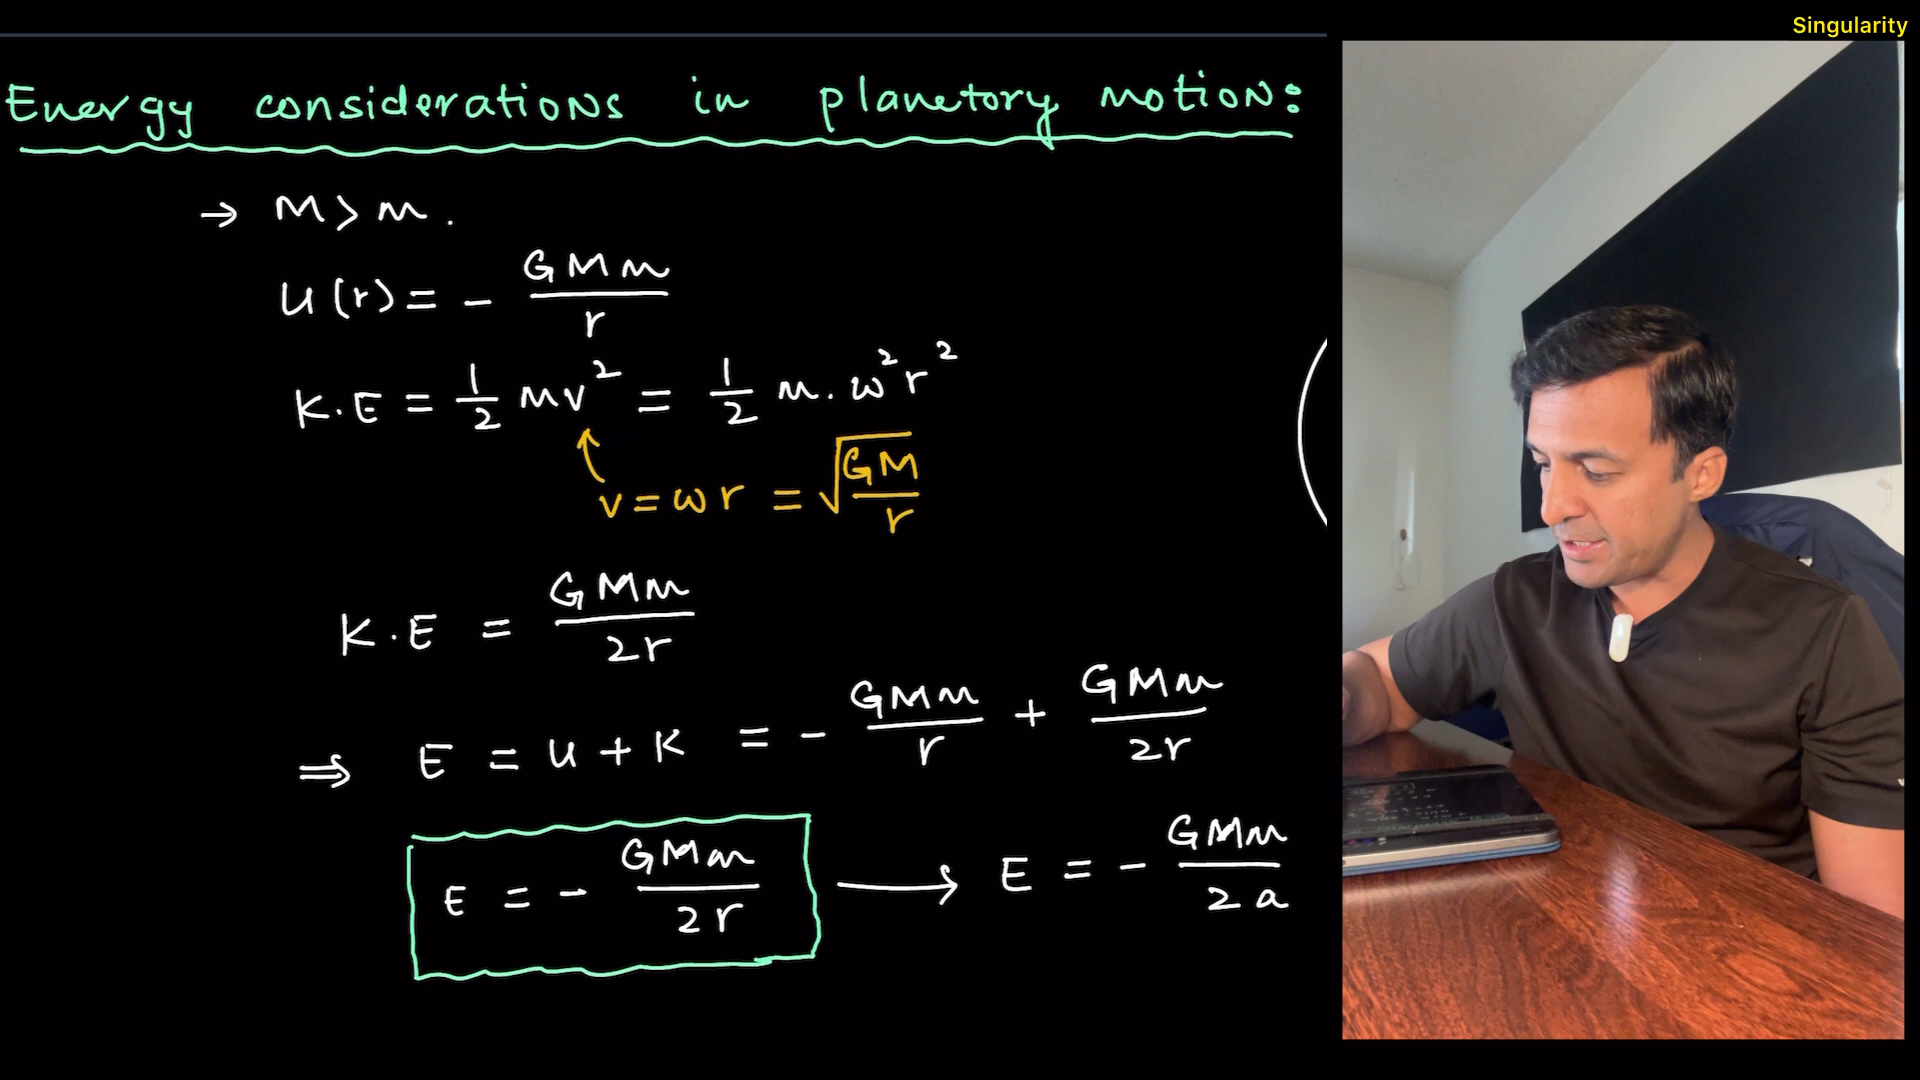 Singularity
Energy considerations in planetory motion:
→ M > m.
U(r) = - GMm/r
K.E = 1/2 mv² = 1/2 m. ω²r²
v = ωr = √(GM/r)
K.E = GMm/2r
⇒ E = U + K = - GMm/r + GMm/2r
E = - GMm/2r → E = - GMm/2a